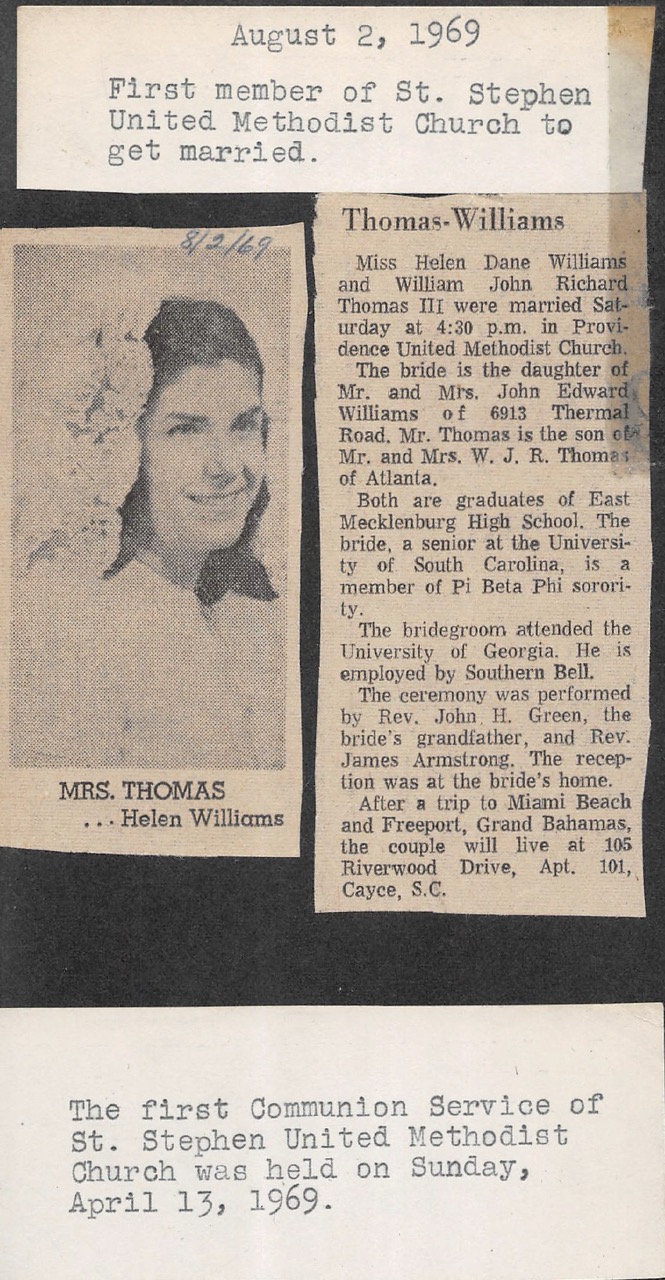 August 2, 1969
First member of St. Stephen
United Methodist Church to
get married.
8/2/69
MRS. THOMAS
... Helen Williams
Thomas-Williams
Miss Helen Dane Williams
and William John Richard
Thomas III were married Sat-
urday at 4:30 p.m. in Provi-
dence United Methodist Church.
The bride is the daughter of
Mr. and Mrs. John Edward
Williams of 6913 Thermal
Road. Mr. Thomas is the son of
Mr. and Mrs. W. J. R. Thomas
of Atlanta.
Both are graduates of East
Mecklenburg High School. The
bride, a senior at the Universi-
ty of South Carolina, is a
member of Pi Beta Phi sorori-
ty.
The bridegroom attended the
University of Georgia. He is
employed by Southern Bell.
The ceremony was performed
by Rev. John H. Green, the
bride's grandfather, and Rev.
James Armstrong. The recep-
tion was at the bride's home.
After a trip to Miami Beach
and Freeport, Grand Bahamas,
the couple will live at 105
Riverwood Drive, Apt. 101,
Cayce, S.C.
The first Communion Service of
St. Stephen United Methodist
Church was held on Sunday,
April 13, 1969.